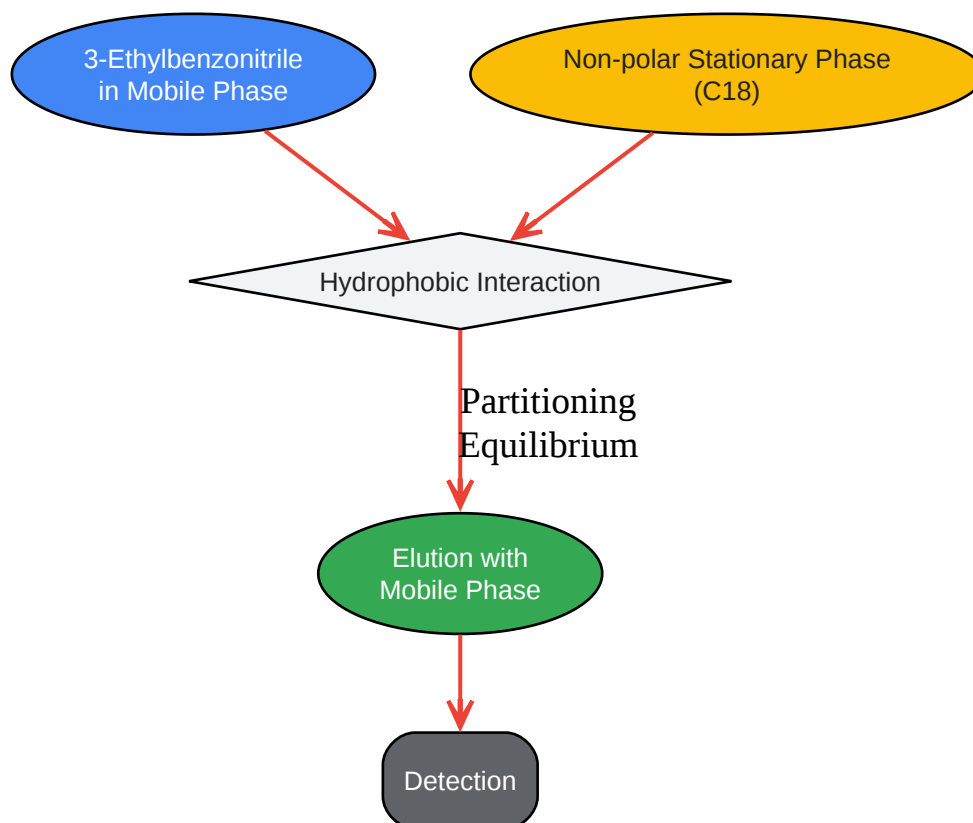 3-Ethylbenzonitrile
in Mobile Phase
Non-polar Stationary Phase
(C18)
Hydrophobic Interaction
Partitioning
Equilibrium
Elution with
Mobile Phase
Detection